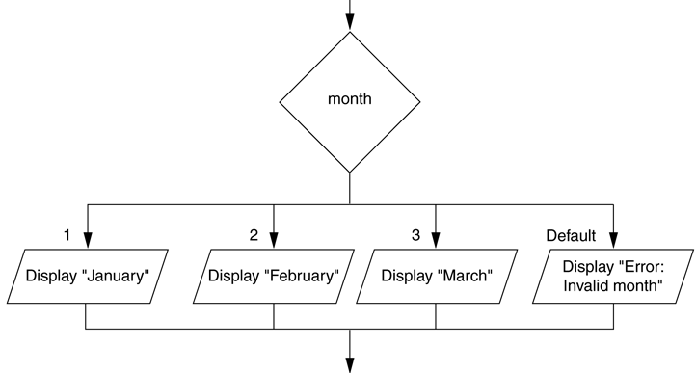 month
1
2
3
Default
Display "January"
Display "February"
Display "March"
Display "Error:
Invalid month"